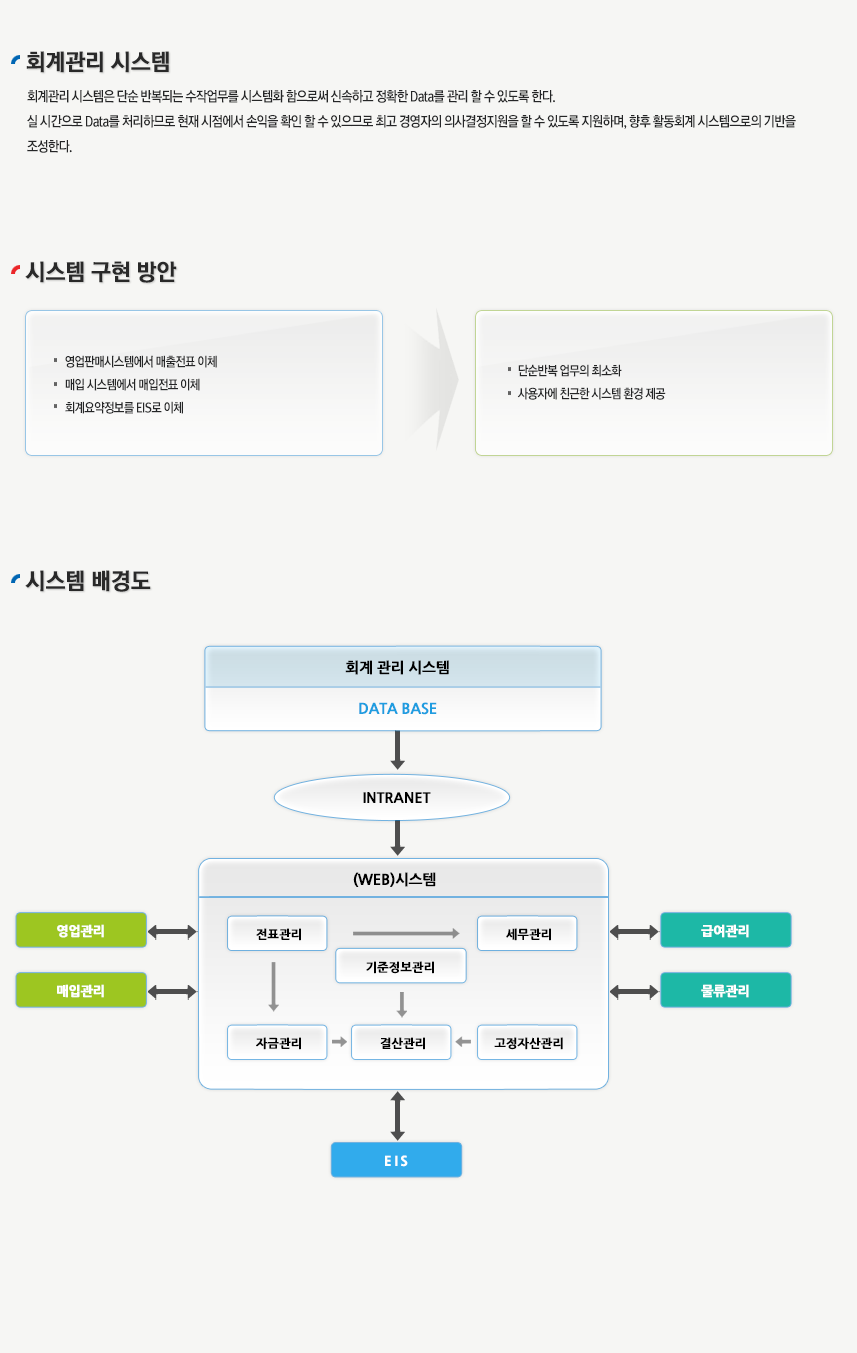 회계관리 시스템
회계관리 시스템은 단순 반복되는 수작업무를 시스템화 함으로써 신속하고 정확한 Data를 관리 할 수 있도록 한다.
실 시간으로 Data를 처리하므로 현재 시점에서 손익을 확인 할 수 있으므로 최고 경영자의 의사결정지원을 할 수 있도록 지원하며, 향후 활동회계 시스템으로의 기반을
조성한다.
시스템 구현 방안
영업판매시스템에서 매출전표 이체
매입 시스템에서 매입전표 이체
회계요약정보를 EIS로 이체
단순반복 업무의 최소화
사용자에 친근한 시스템 환경 제공
시스템 배경도
회계 관리 시스템
DATA BASE
INTRANET
(WEB)시스템
영업관리
전표관리
세무관리
급여관리
기준정보관리
매입관리
물류관리
자금관리
결산관리
고정자산관리
EIS